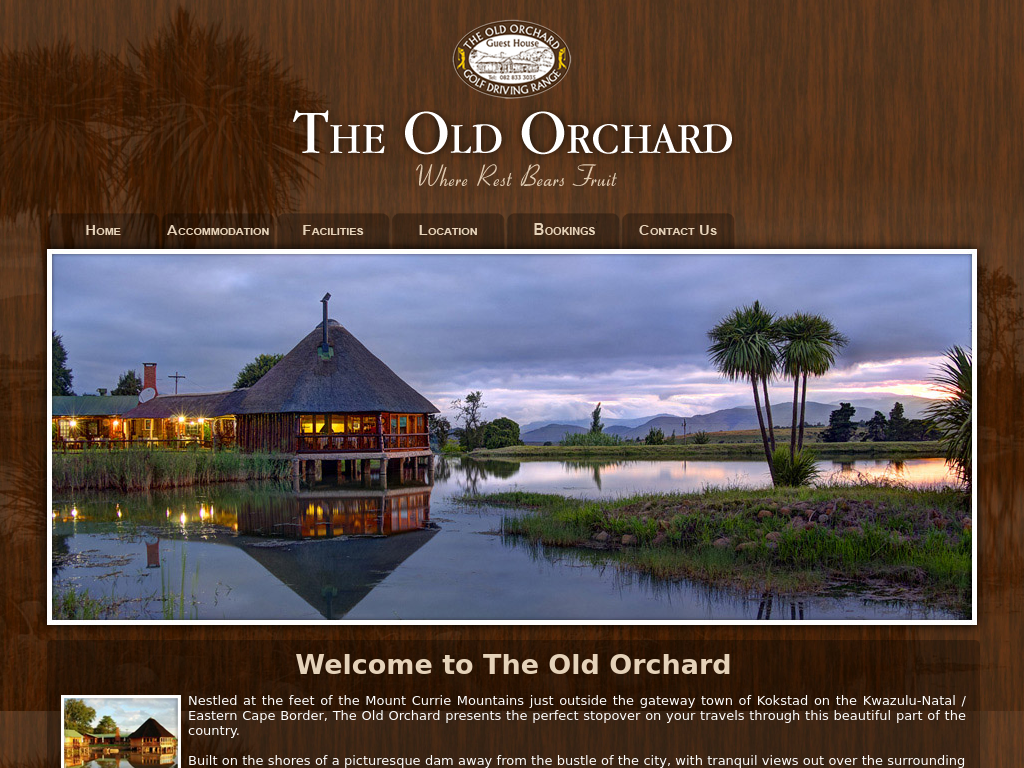 THE OLD ORCHARD
Guest House
Tel: 082 833 3035
GOLF DRIVING RANGE
THE OLD ORCHARD
Where Rest Bears Fruit
HOME ACCOMMODATION FACILITIES LOCATION BOOKINGS CONTACT US
Welcome to The Old Orchard
Nestled at the feet of the Mount Currie Mountains just outside the gateway town of Kokstad on the Kwazulu-Natal /
Eastern Cape Border, The Old Orchard presents the perfect stopover on your travels through this beautiful part of the
country.
Built on the shores of a picturesque dam away from the bustle of the city, with tranquil views out over the surrounding